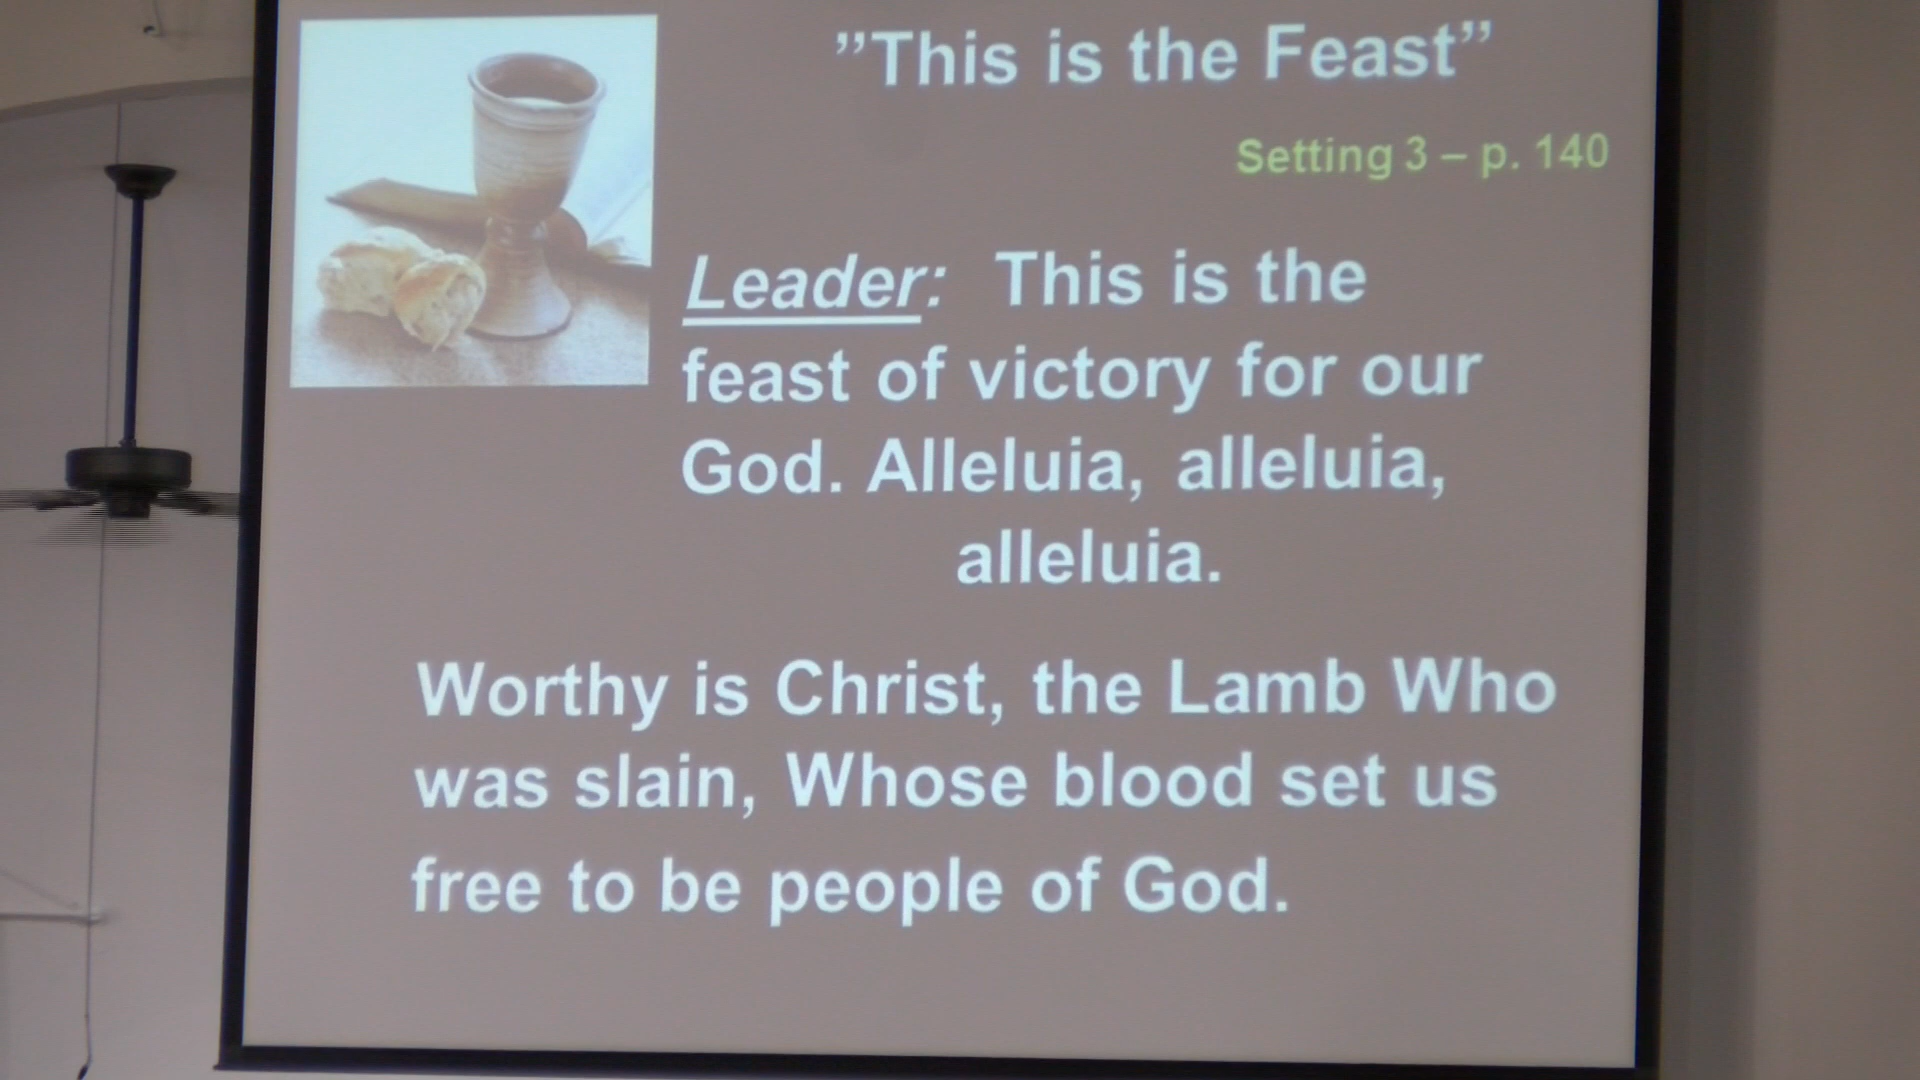 ”This is the Feast”
Setting 3 – p. 140
Leader: This is the
feast of victory for our
God. Alleluia, alleluia,
alleluia.
Worthy is Christ, the Lamb Who
was slain, Whose blood set us
free to be people of God.